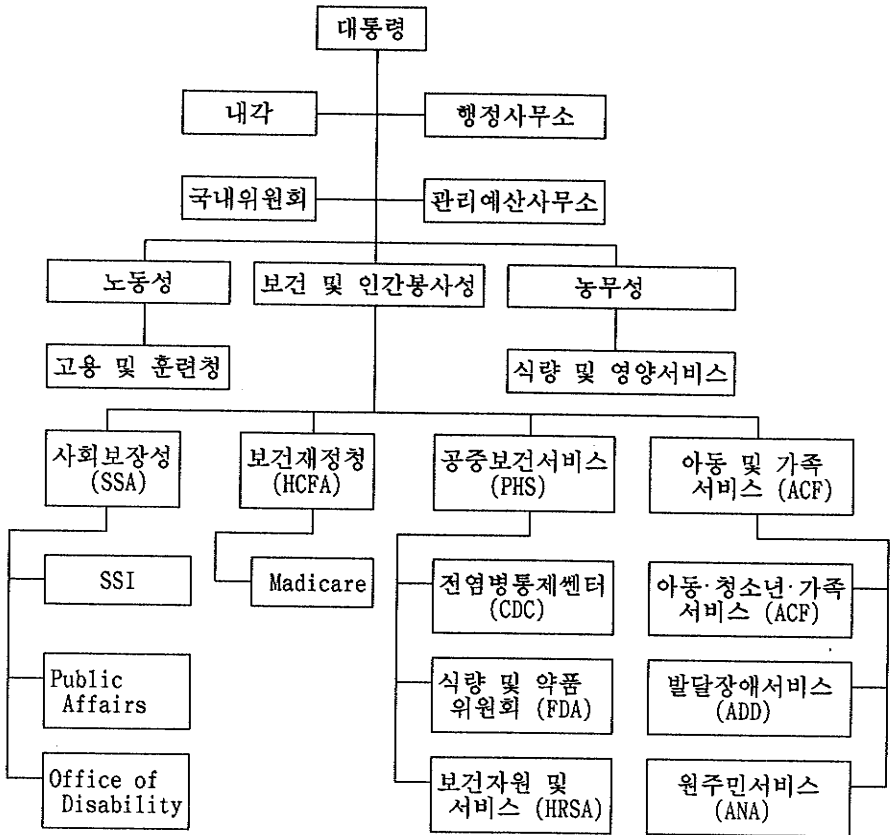 대통령
내각
행정사무소
국내위원회
관리예산사무소
노동성
보건 및 인간봉사성
농무성
고용 및 훈련청
식량 및 영양서비스
사회보장성
(SSA)
보건재정청
(HCFA)
공중보건서비스
(PHS)
아동 및 가족
서비스 (ACF)
SSI
Madicare
전염병통제쎈터
(CDC)
아동·청소년·가족
서비스 (ACF)
Public
Affairs
식량 및 약품
위원회 (FDA)
발달장애서비스
(ADD)
Office of
Disability
보건자원 및
서비스 (HRSA)
원주민서비스
(ANA)